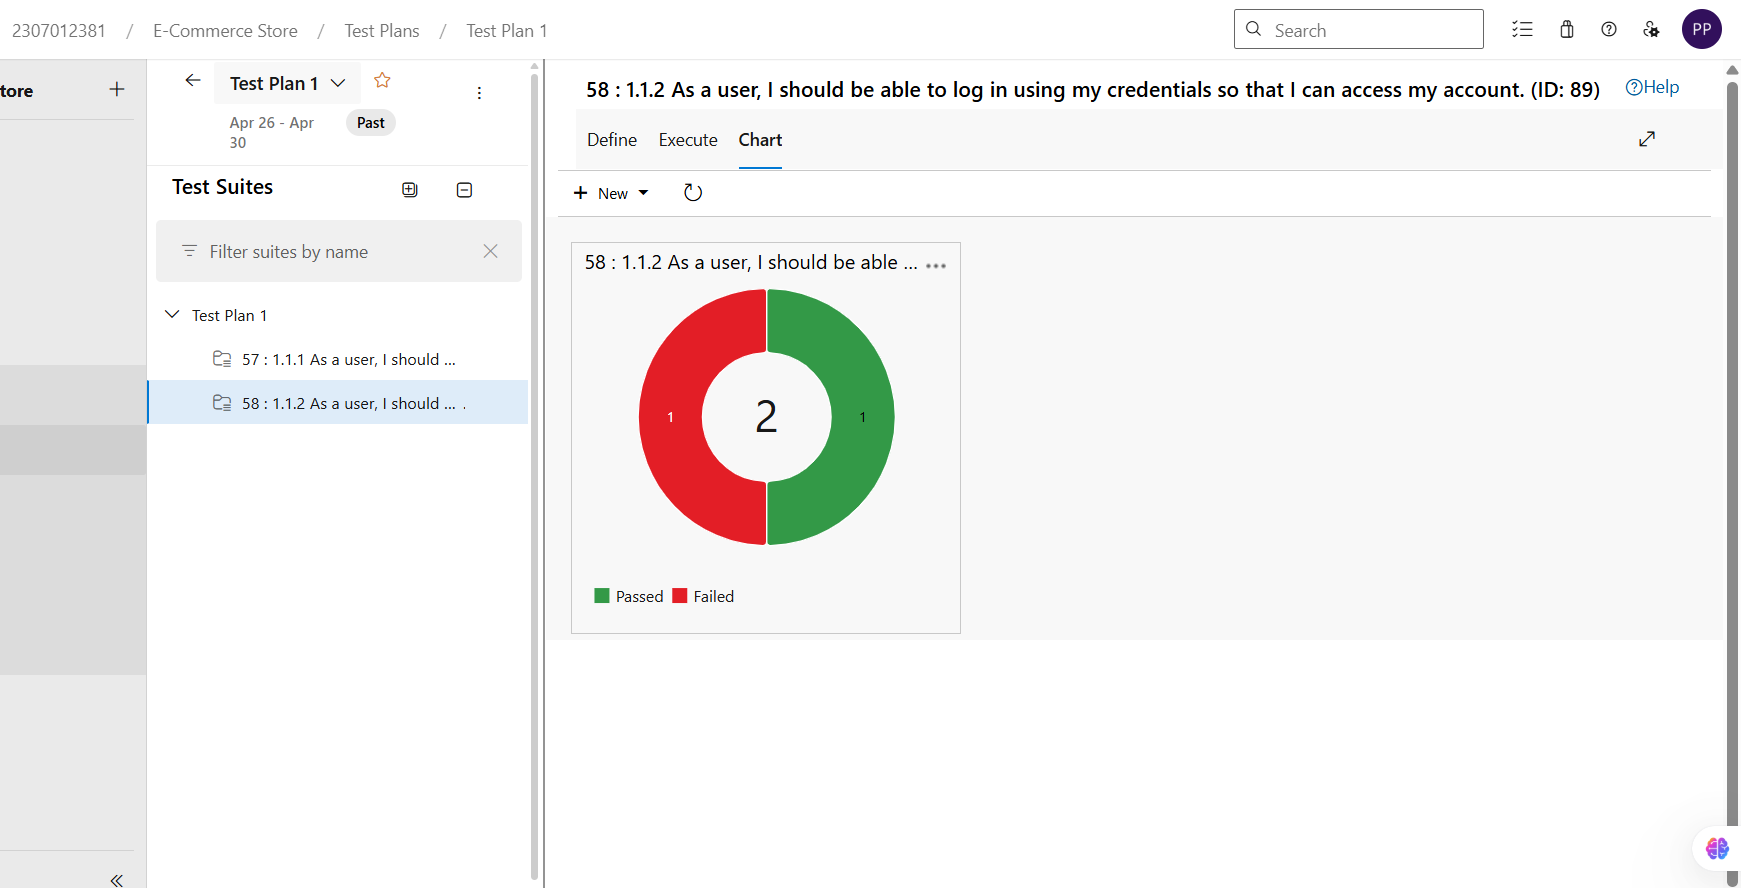 2307012381 / E-Commerce Store / Test Plans / Test Plan 1
Search
PP
tore
Test Plan 1
Apr 26 - Apr 30
Past
Test Suites
Filter suites by name
Test Plan 1
57 : 1.1.1 As a user, I should ...
58 : 1.1.2 As a user, I should ... .
58 : 1.1.2 As a user, I should be able to log in using my credentials so that I can access my account. (ID: 89)
Help
Define Execute Chart
New
58 : 1.1.2 As a user, I should be able ...
1 2 1
Passed Failed